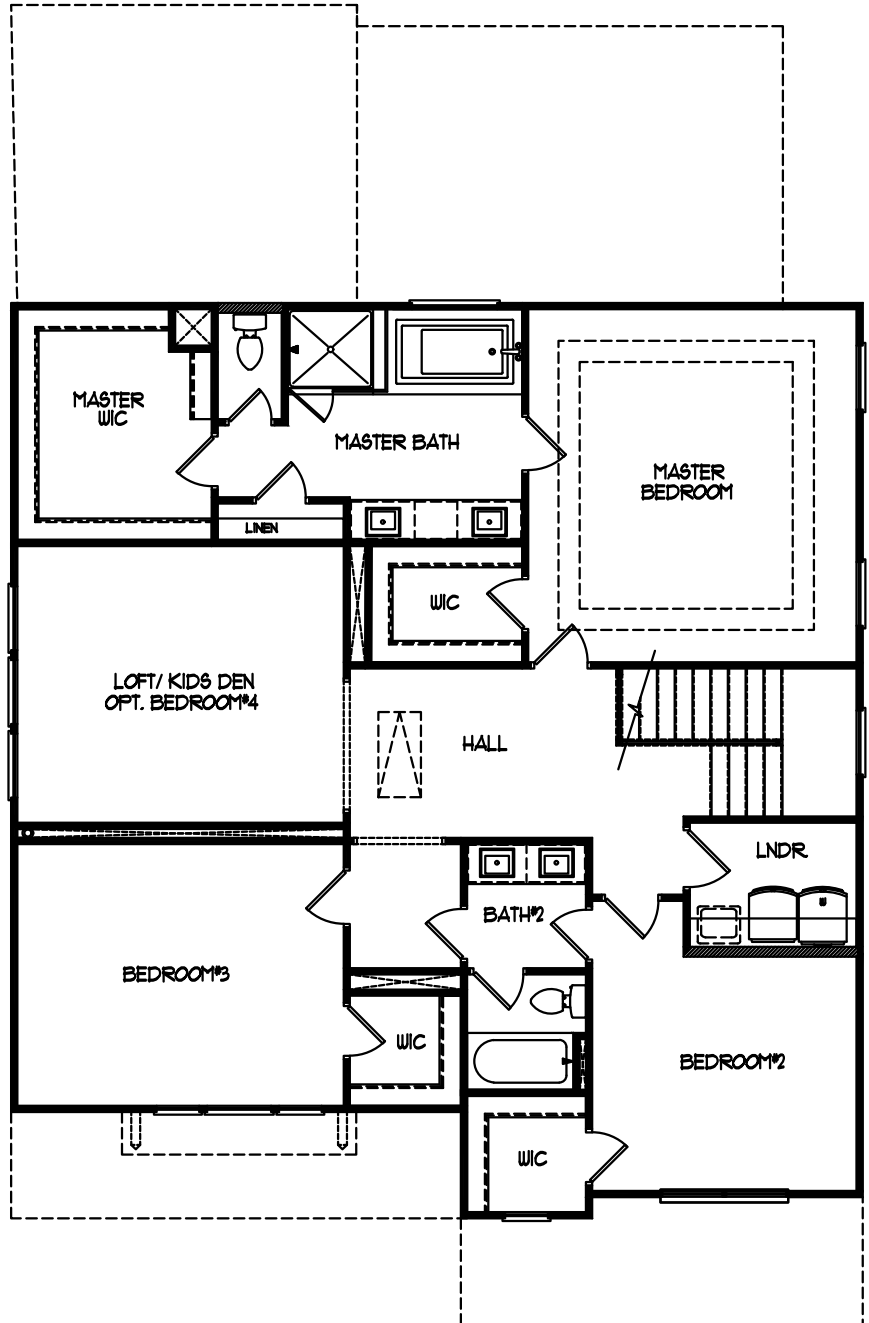 MASTER
WIC
MASTER BATH
MASTER
BEDROOM
LINEN
WIC
LOFT/ KIDS DEN
OPT. BEDROOM#4
HALL
LNDR.
W
BATH#2
BEDROOM#3
WIC
BEDROOM#2
WIC